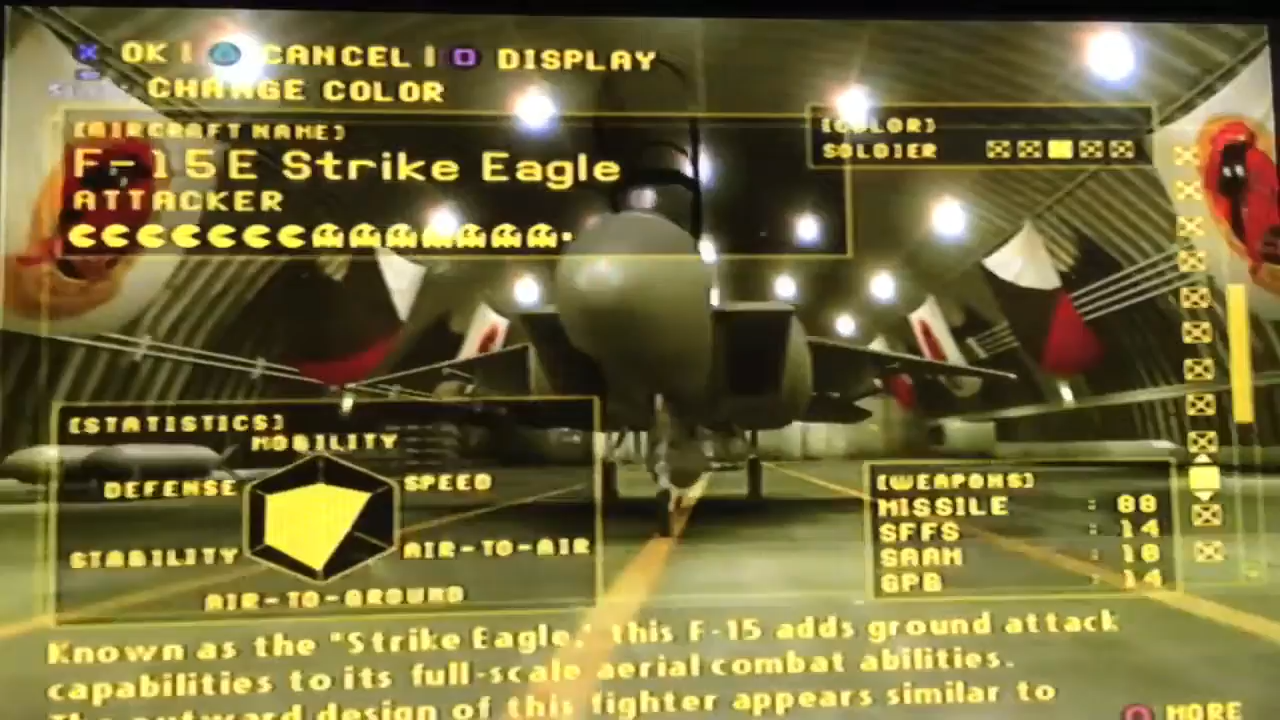 OK | CANCEL | DISPLAY
CHANGE COLOR
[AIRCRAFT NAME]
F-15E Strike Eagle
ATTACKER
[COLOR]
SOLDIER
[STATISTICS]
MOBILITY
DEFENSE
SPEED
STABILITY
AIR-TO-AIR
AIR-TO-GROUND
[WEAPONS]
MISSILE : 88
SFFS : 14
SAAM : 18
GPB : 14
Known as the "Strike Eagle," this F-15 adds ground attack
capabilities to its full-scale aerial combat abilities.
The outward design of this fighter appears similar to
MORE